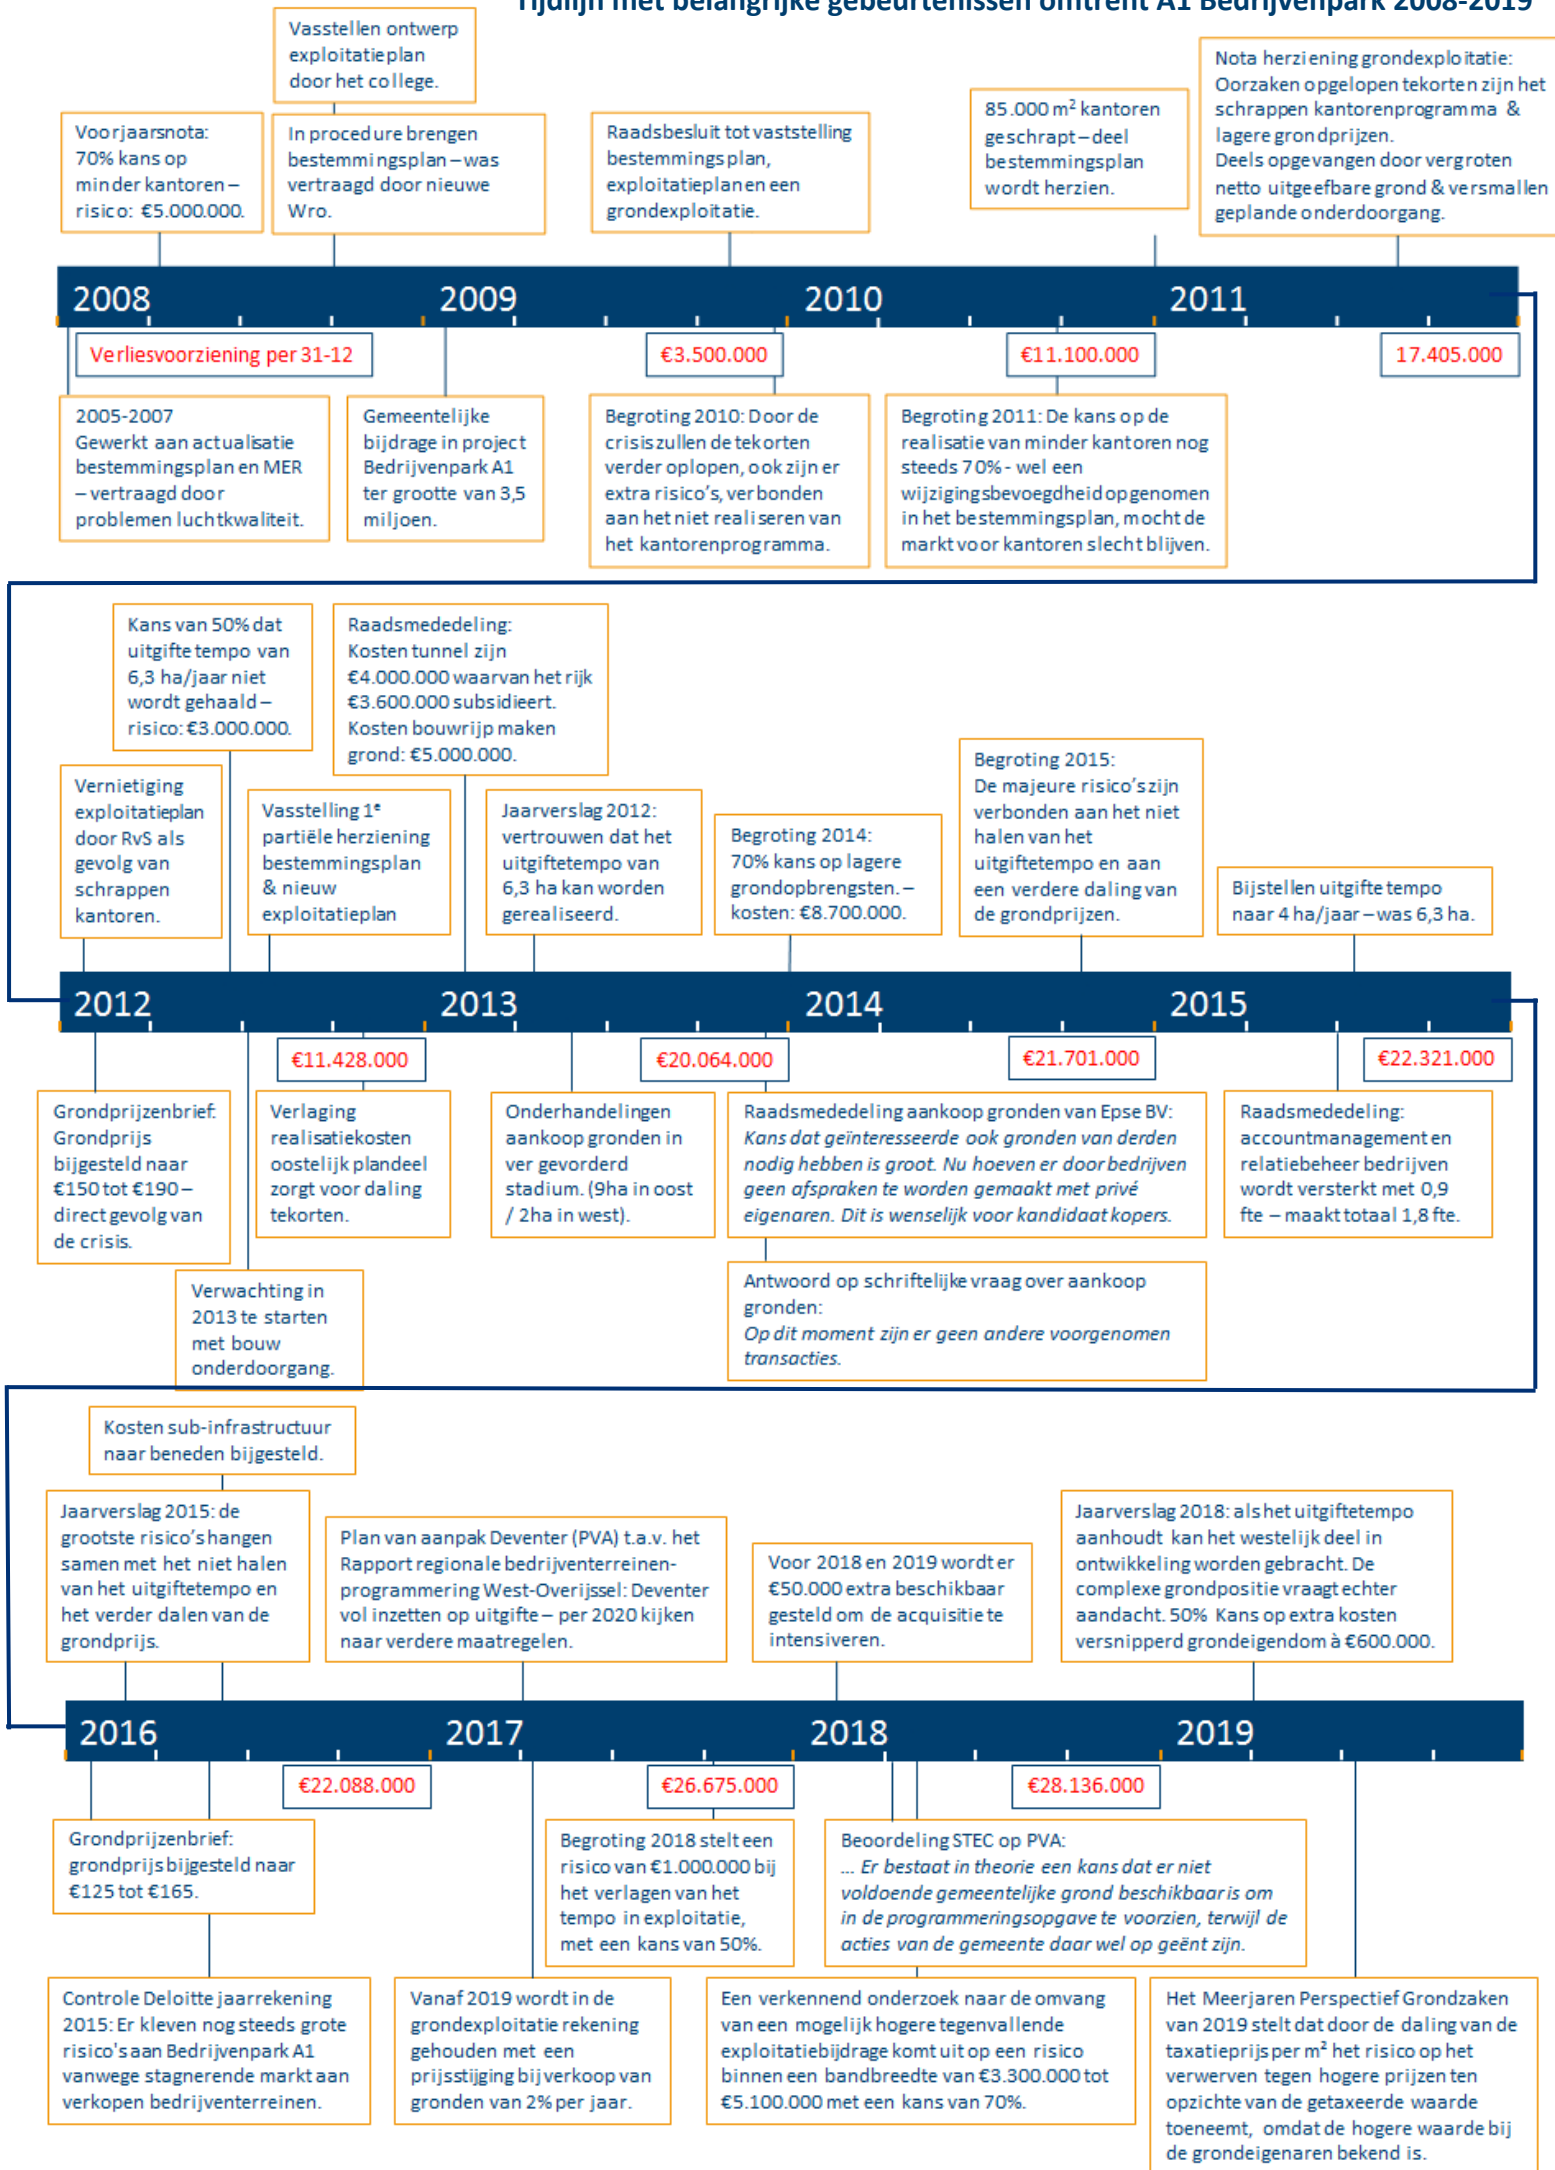 Tijdlijn met belangrijke gebeurtenissen omtrent A1 Bedrijvenpark 2008-2019
Vasstellen ontwerp
exploitatieplan
door het college.
Voorjaarsnota:
70% kans op
minder kantoren –
risico: €5.000.000.
In procedure brengen
bestemmingsplan – was
vertraagd door nieuwe
Wro.
Raadsbesluit tot vaststelling
bestemmingsplan,
exploitatieplan en een
grondexploitatie.
85.000 m² kantoren
geschrapt – deel
bestemmingsplan
wordt herzien.
Nota herziening grondexploitatie:
Oorzaken opgelopen tekorten zijn het
schrappen kantorenprogramma &
lagere grondprijzen.
Deels opgevangen door vergroten
netto uitgeefbare grond & versmallen
geplande onderdoorgang.
2008
2009
2010
2011
Verliesvoorziening per 31-12
€3.500.000
€11.100.000
17.405.000
2005-2007
Gewerkt aan actualisatie
bestemmingsplan en MER
– vertraagd door
problemen luchtkwaliteit.
Gemeentelijke
bijdrage in project
Bedrijvenpark A1
ter grootte van 3,5
miljoen.
Begroting 2010: Door de
crisis zullen de tekorten
verder oplopen, ook zijn er
extra risico's, verbonden
aan het niet realiseren van
het kantorenprogramma.
Begroting 2011: De kans op de
realisatie van minder kantoren nog
steeds 70% - wel een
wijzigingsbevoegdheid opgenomen
in het bestemmingsplan, mocht de
markt voor kantoren slecht blijven.
Kans van 50% dat
uitgifte tempo van
6,3 ha/jaar niet
wordt gehaald –
risico: €3.000.000.
Raadsmededeling:
Kosten tunnel zijn
€4.000.000 waarvan het rijk
€3.600.000 subsidieert.
Kosten bouwrijp maken
grond: €5.000.000.
Vernietiging
exploitatieplan
door RvS als
gevolg van
schrappen
kantoren.
Vasstelling 1e
partiële herziening
bestemmingsplan
& nieuw
exploitatieplan
Jaarverslag 2012:
vertrouwen dat het
uitgiftetempo van
6,3 ha kan worden
gerealiseerd.
Begroting 2014:
70% kans op lagere
grondopbrengsten. –
kosten: €8.700.000.
Begroting 2015:
De majeure risico's zijn
verbonden aan het niet
halen van het
uitgiftetempo en aan
een verdere daling van
de grondprijzen.
Bijstellen uitgifte tempo
naar 4 ha/jaar – was 6,3 ha.
2012
2013
2014
2015
€11.428.000
€20.064.000
€21.701.000
€22.321.000
Grondprijzenbrief:
Grondprijs
bijgesteld naar
€150 tot €190 –
direct gevolg van
de crisis.
Verlaging
realisatiekosten
oostelijk plandeel
zorgt voor daling
tekorten.
Onderhandelingen
aankoop gronden in
ver gevorderd
stadium. (9ha in oost
/ 2ha in west).
Raadsmededeling aankoop gronden van Epse BV:
Kans dat geïnteresseerde ook gronden van derden
nodig hebben is groot. Nu hoeven er door bedrijven
geen afspraken te worden gemaakt met privé
eigenaren. Dit is wenselijk voor kandidaat kopers.
Raadsmededeling:
accountmanagement en
relatiebeheer bedrijven
wordt versterkt met 0,9
fte – maakt totaal 1,8 fte.
Verwachting in
2013 te starten
met bouw
onderdoorgang.
Antwoord op schriftelijke vraag over aankoop
gronden:
Op dit moment zijn er geen andere voorgenomen
transacties.
Kosten sub-infrastructuur
naar beneden bijgesteld.
Jaarverslag 2015: de
grootste risico's hangen
samen met het niet halen
van het uitgiftetempo en
het verder dalen van de
grondprijs.
Plan van aanpak Deventer (PVA) t.a.v. het
Rapport regionale bedrijventerreinen-
programmering West-Overijssel: Deventer
vol inzetten op uitgifte – per 2020 kijken
naar verdere maatregelen.
Voor 2018 en 2019 wordt er
€50.000 extra beschikbaar
gesteld om de acquisitie te
intensiveren.
Jaarverslag 2018: als het uitgiftetempo
aanhoudt kan het westelijk deel in
ontwikkeling worden gebracht. De
complexe grondpositie vraagt echter
aandacht. 50% Kans op extra kosten
versnipperd grondeigendom à €600.000.
2016
2017
2018
2019
€22.088.000
€26.675.000
€28.136.000
Grondprijzenbrief:
grondprijs bijgesteld naar
€125 tot €165.
Begroting 2018 stelt een
risico van €1.000.000 bij
het verlagen van het
tempo in exploitatie,
met een kans van 50%.
Beoordeling STEC op PVA:
... Er bestaat in theorie een kans dat er niet
voldoende gemeentelijke grond beschikbaar is om
in de programmeringsopgave te voorzien, terwijl de
acties van de gemeente daar wel op geënt zijn.
Controle Deloitte jaarrekening
2015: Er kleven nog steeds grote
risico's aan Bedrijvenpark A1
vanwege stagnerende markt aan
verkopen bedrijventerreinen.
Vanaf 2019 wordt in de
grondexploitatie rekening
gehouden met een
prijsstijging bij verkoop van
gronden van 2% per jaar.
Een verkennend onderzoek naar de omvang
van een mogelijk hogere tegenvallende
exploitatiebijdrage komt uit op een risico
binnen een bandbreedte van €3.300.000 tot
€5.100.000 met een kans van 70%.
Het Meerjaren Perspectief Grondzaken
van 2019 stelt dat door de daling van de
taxatieprijs per m² het risico op het
verwerven tegen hogere prijzen ten
opzichte van de getaxeerde waarde
toeneemt, omdat de hogere waarde bij
de grondeigenaren bekend is.